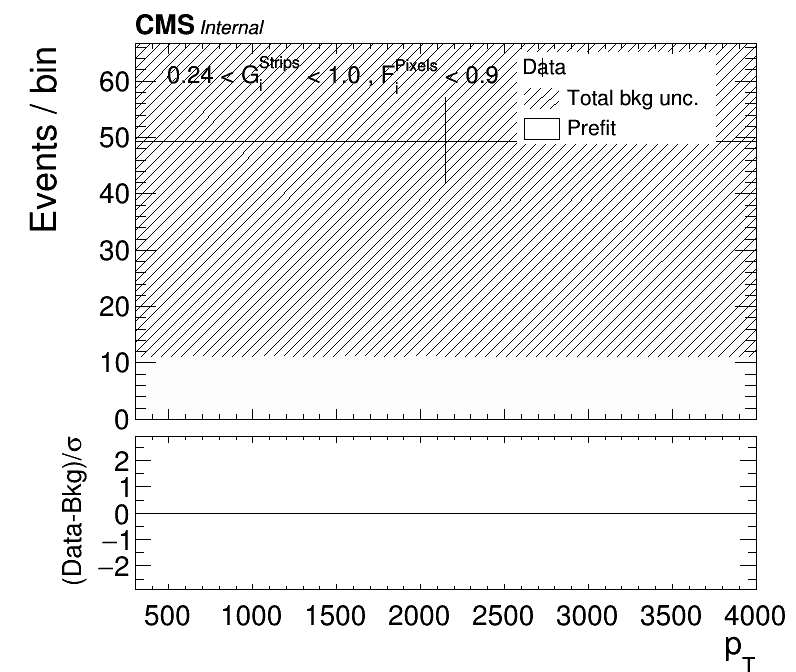 CMS Internal
Events / bin
0.24 < G_i^Strips < 1.0 , F_i^Pixels < 0.9
Data
Total bkg unc.
Prefit
60
50
40
30
20
10
0
(Data-Bkg)/σ
2
1
0
−1
−2
500 1000 1500 2000 2500 3000 3500 4000
p_T